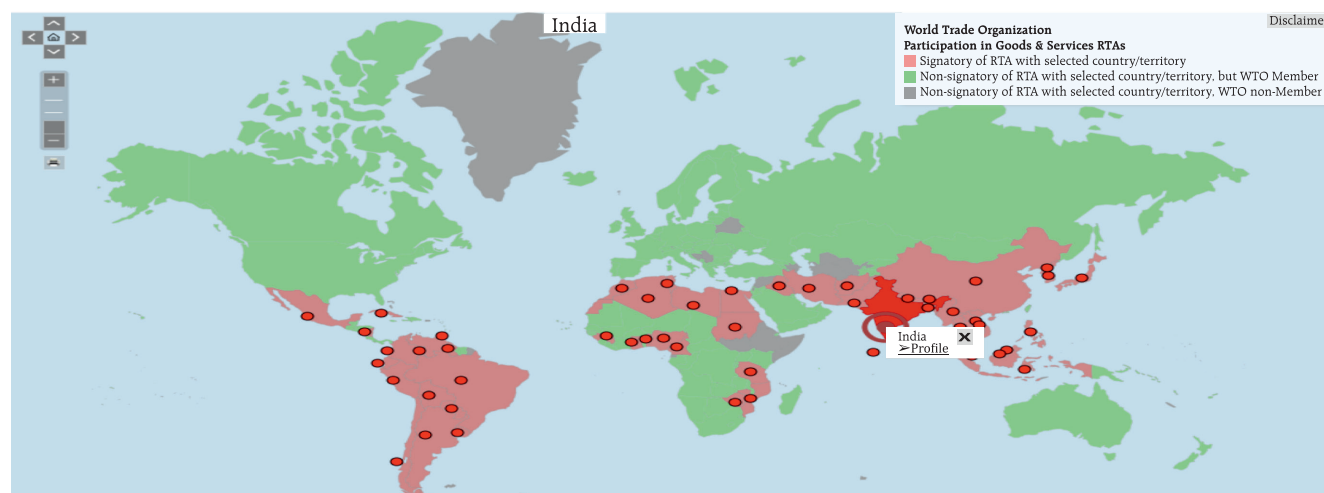 India
Disclaime
World Trade Organization
Participation in Goods & Services RTAs
Signatory of RTA with selected country/territory
Non-signatory of RTA with selected country/territory, but WTO Member
Non-signatory of RTA with selected country/territory, WTO non-Member
India
➢Profile